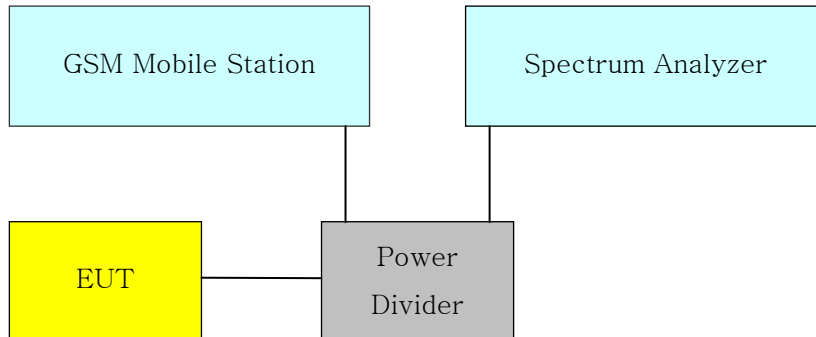 GSM Mobile Station
Spectrum Analyzer
EUT
Power
Divider